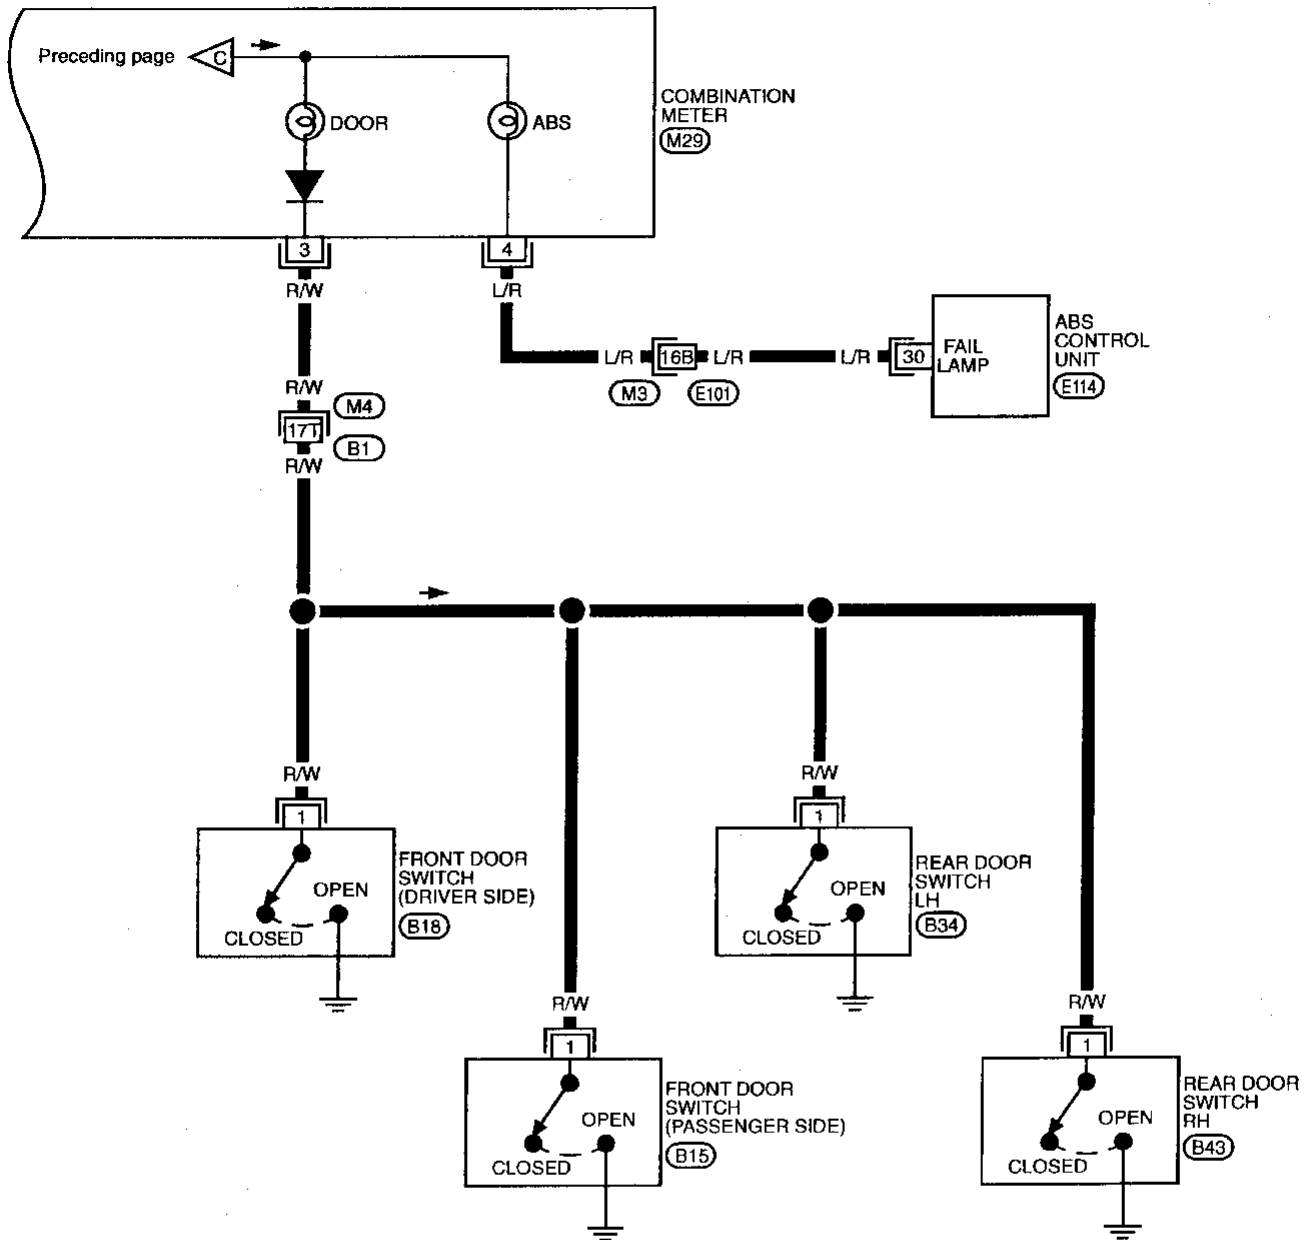 Preceding page
C
DOOR
ABS
COMBINATION
METER
M29
3
4
R/W
L/R
R/W
M4
17T
B1
R/W
L/R
16B
L/R
L/R
30
M3
E101
FAIL
LAMP
ABS
CONTROL
UNIT
E114
R/W
1
FRONT DOOR
SWITCH
(DRIVER SIDE)
B18
OPEN
CLOSED
R/W
1
REAR DOOR
SWITCH
LH
B34
OPEN
CLOSED
R/W
1
FRONT DOOR
SWITCH
(PASSENGER SIDE)
B15
OPEN
CLOSED
R/W
1
REAR DOOR
SWITCH
RH
B43
OPEN
CLOSED